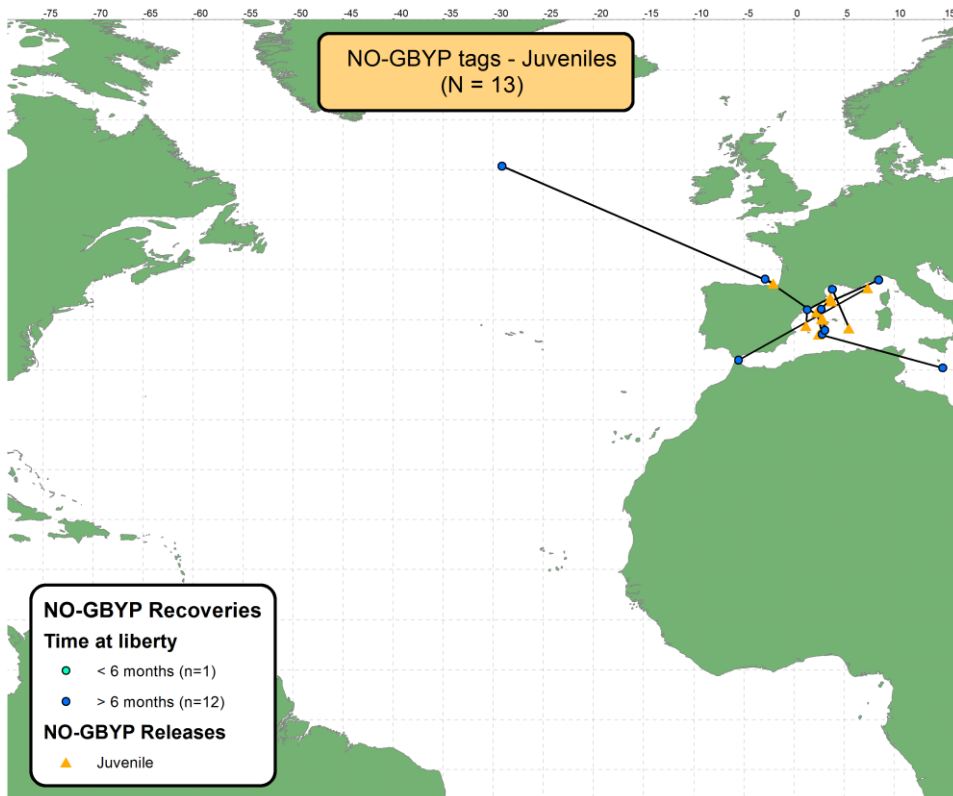 -75 -70 -65 -60 -55 -50 -45 -40 -35 -30 -25 -20 -15 -10 -5 0 5 10 15
NO-GBYP tags - Juveniles
(N = 13)
NO-GBYP Recoveries
Time at liberty
< 6 months (n=1)
> 6 months (n=12)
NO-GBYP Releases
Juvenile